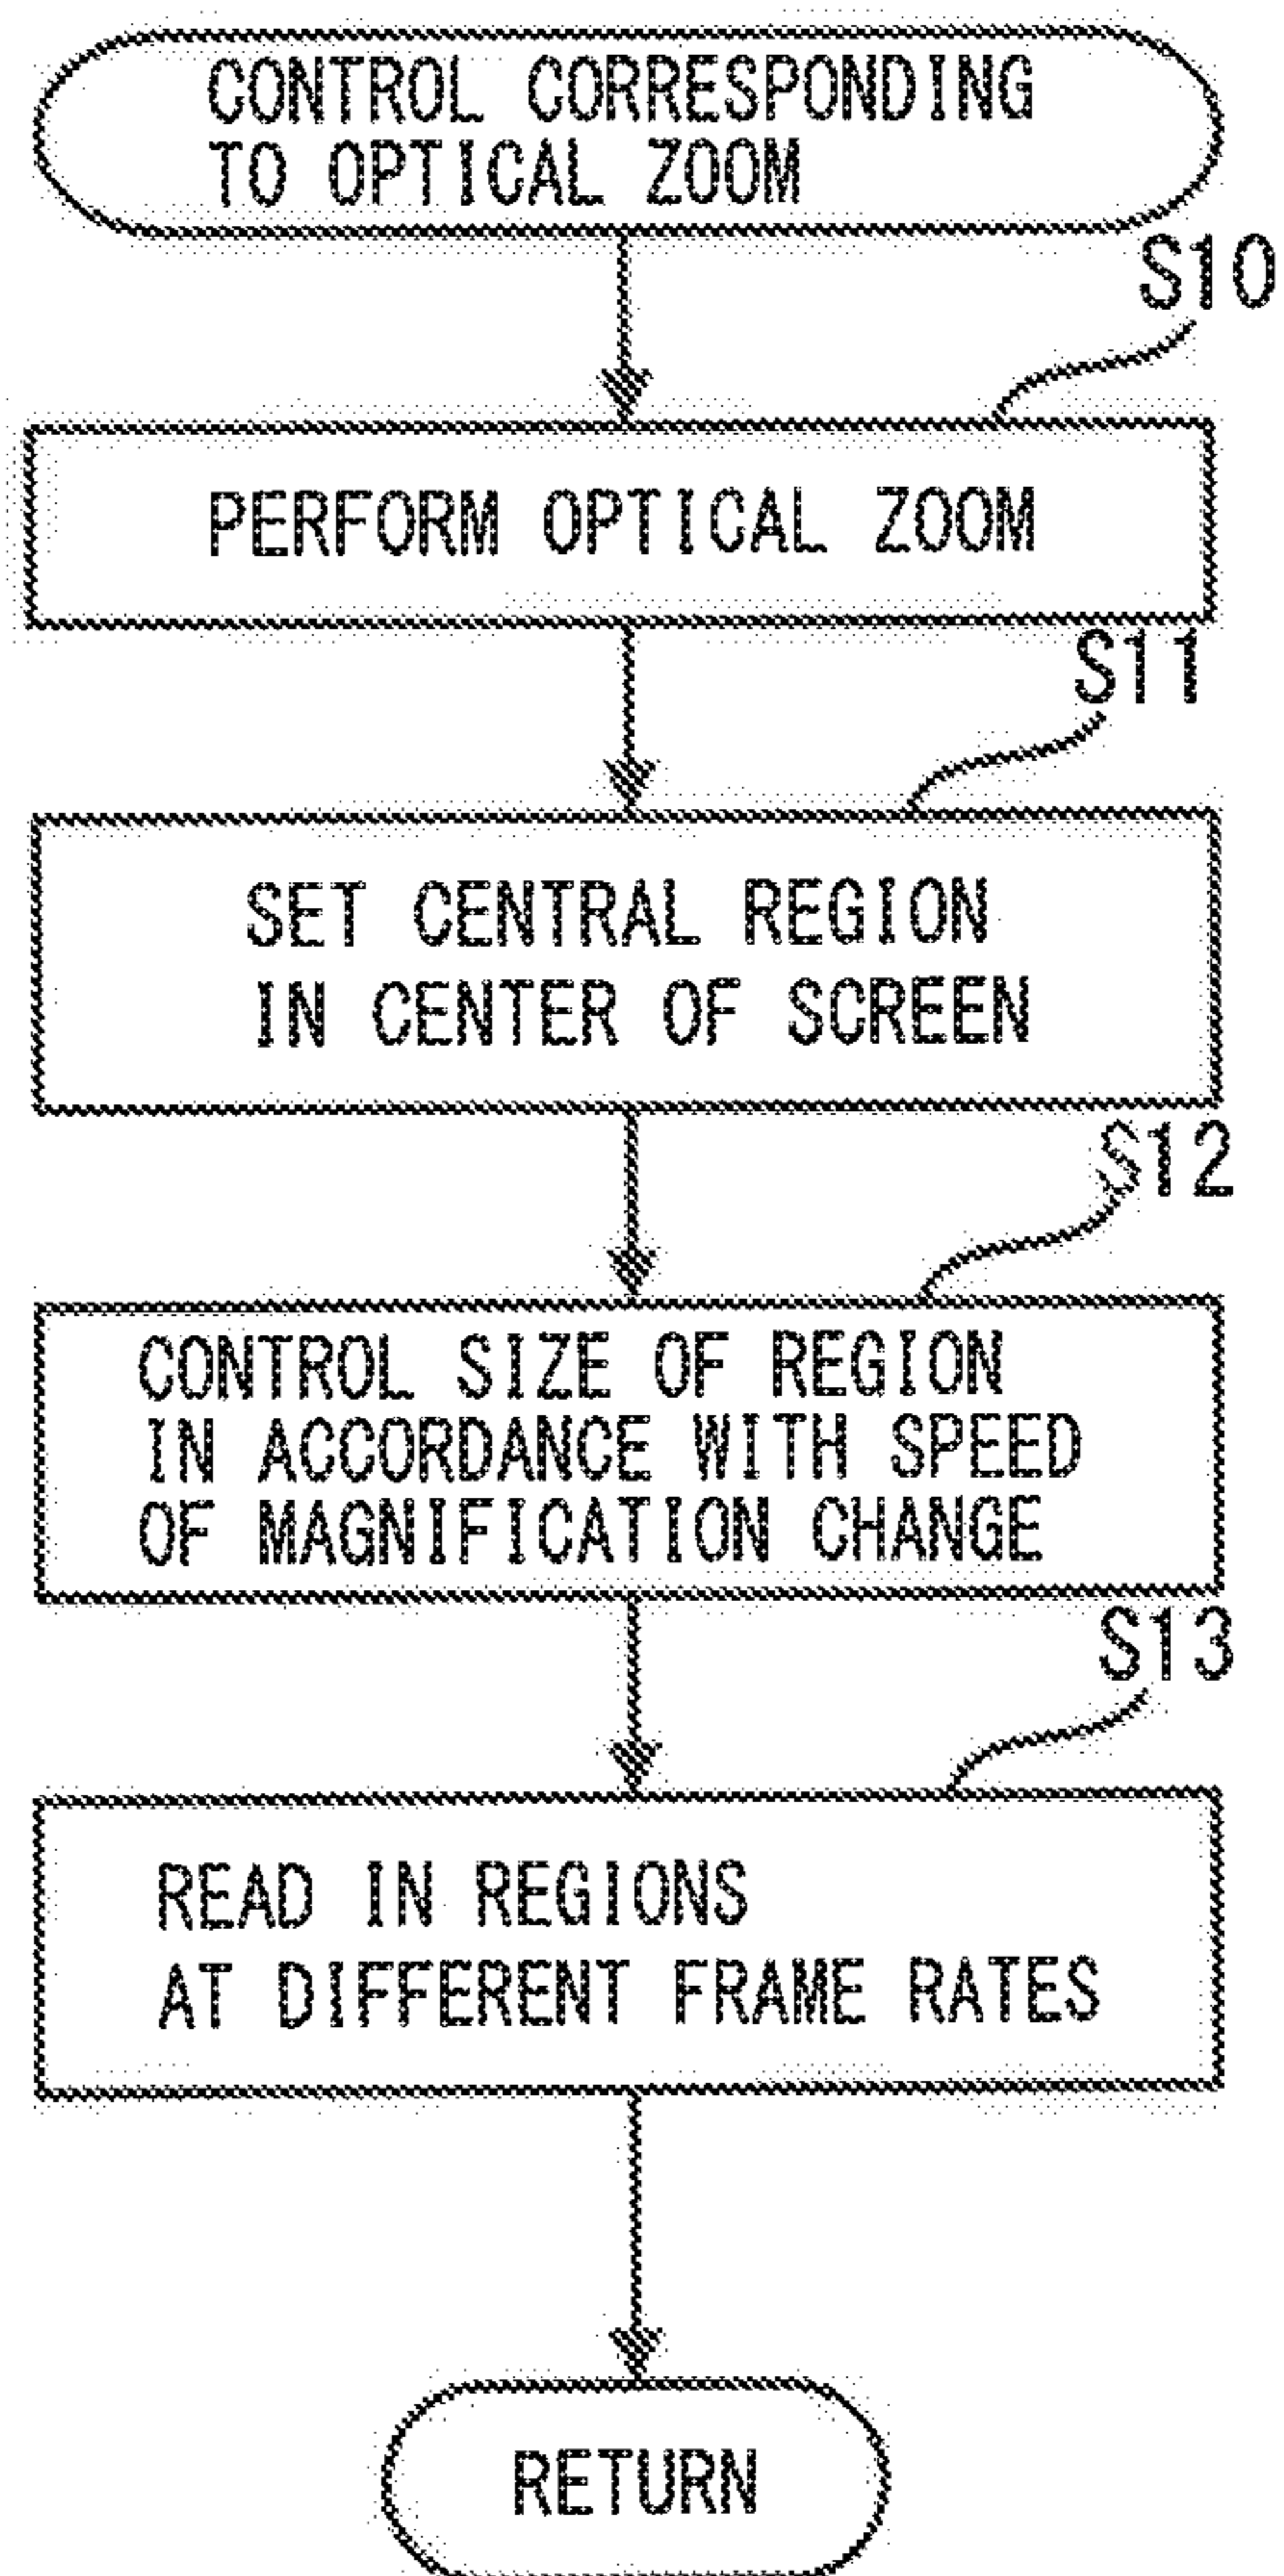 CONTROL CORRESPONDING
TO OPTICAL ZOOM
S10
PERFORM OPTICAL ZOOM
S11
SET CENTRAL REGION
IN CENTER OF SCREEN
S12
CONTROL SIZE OF REGION
IN ACCORDANCE WITH SPEED
OF MAGNIFICATION CHANGE
S13
READ IN REGIONS
AT DIFFERENT FRAME RATES
RETURN